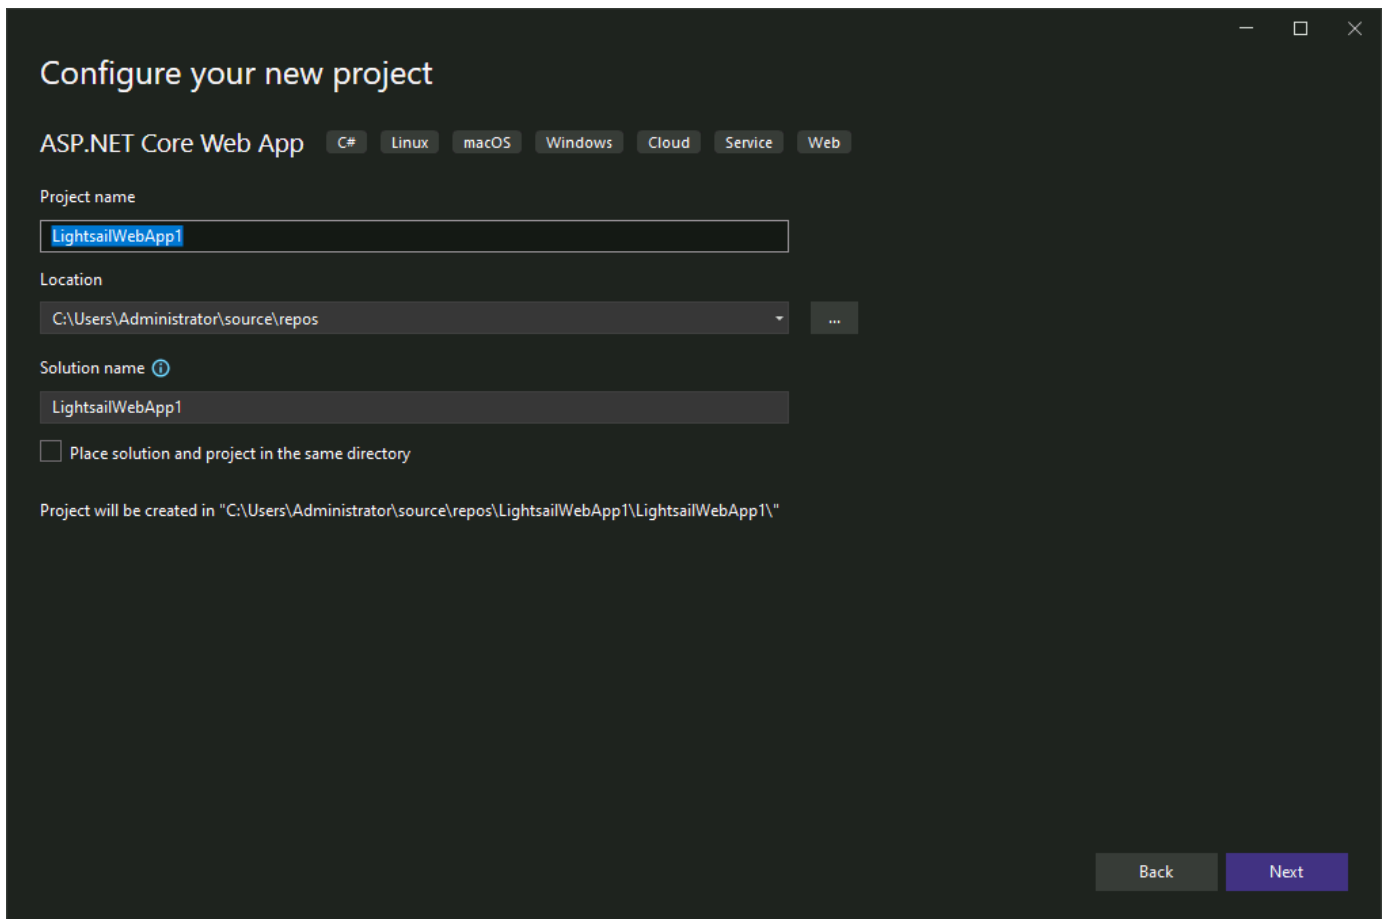 Configure your new project
ASP.NET Core Web App C# Linux macOS Windows Cloud Service Web
Project name
LightsailWebApp1
Location
C:\Users\Administrator\source\repos
...
Solution name
LightsailWebApp1
Place solution and project in the same directory
Project will be created in "C:\Users\Administrator\source\repos\LightsailWebApp1\LightsailWebApp1\"
Back Next